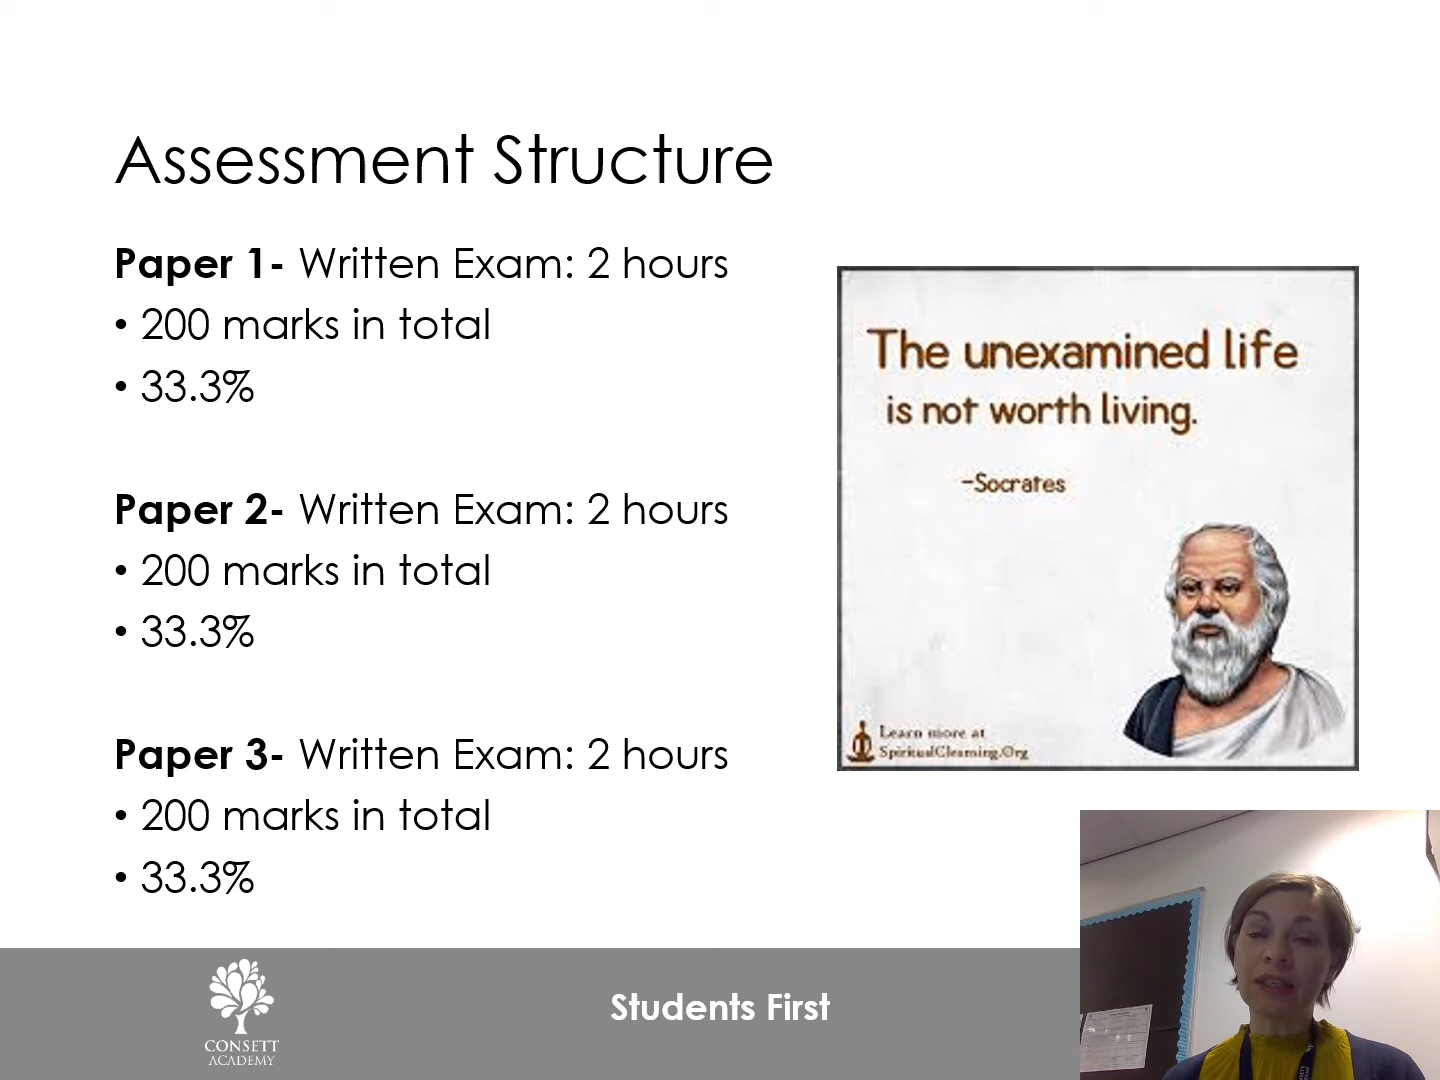 Assessment Structure
Paper 1- Written Exam: 2 hours
• 200 marks in total
• 33.3%
Paper 2- Written Exam: 2 hours
• 200 marks in total
• 33.3%
Paper 3- Written Exam: 2 hours
• 200 marks in total
• 33.3%
The unexamined life
is not worth living.
-Socrates
Learn more at
SpiritualCleansing.Org
CONSETT
ACADEMY
Students First